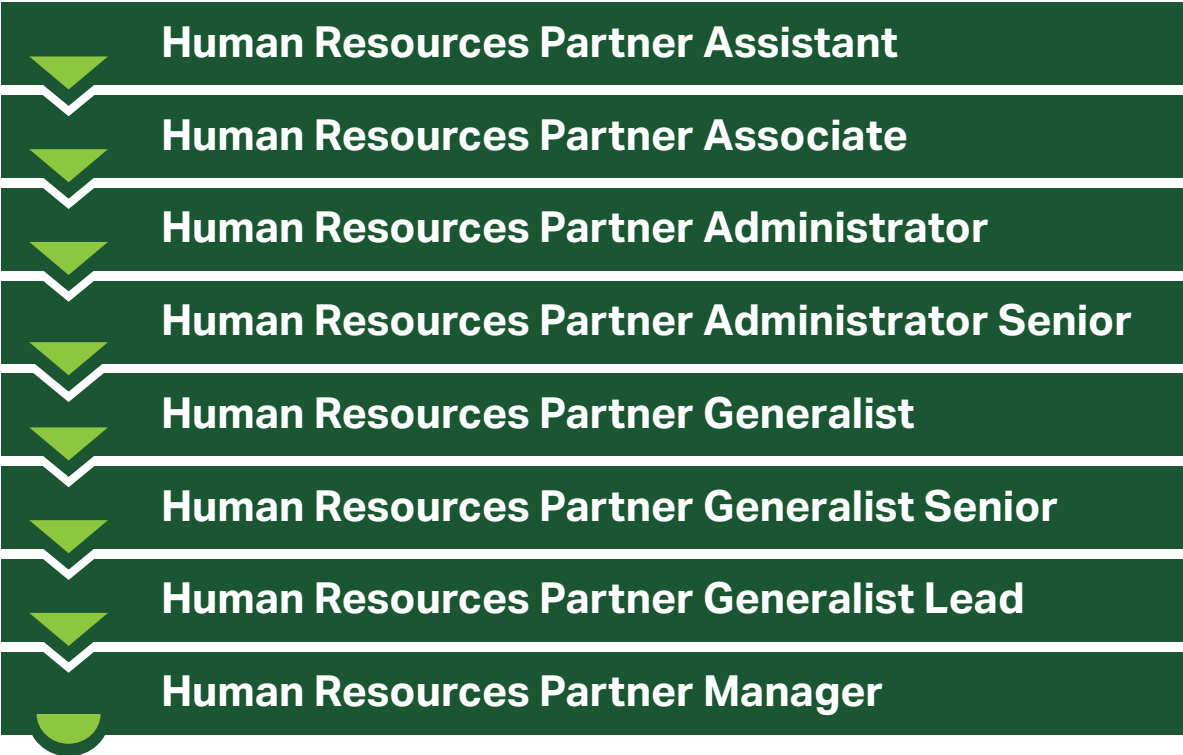 Human Resources Partner Assistant
Human Resources Partner Associate
Human Resources Partner Administrator
Human Resources Partner Administrator Senior
Human Resources Partner Generalist
Human Resources Partner Generalist Senior
Human Resources Partner Generalist Lead
Human Resources Partner Manager